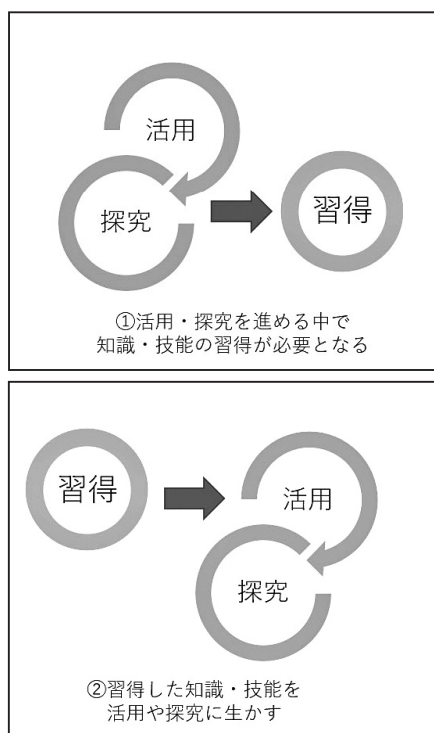 活用
探究
習得
①活用・探究を進める中で
知識・技能の習得が必要となる
習得
活用
探究
②習得した知識・技能を
活用や探究に生かす